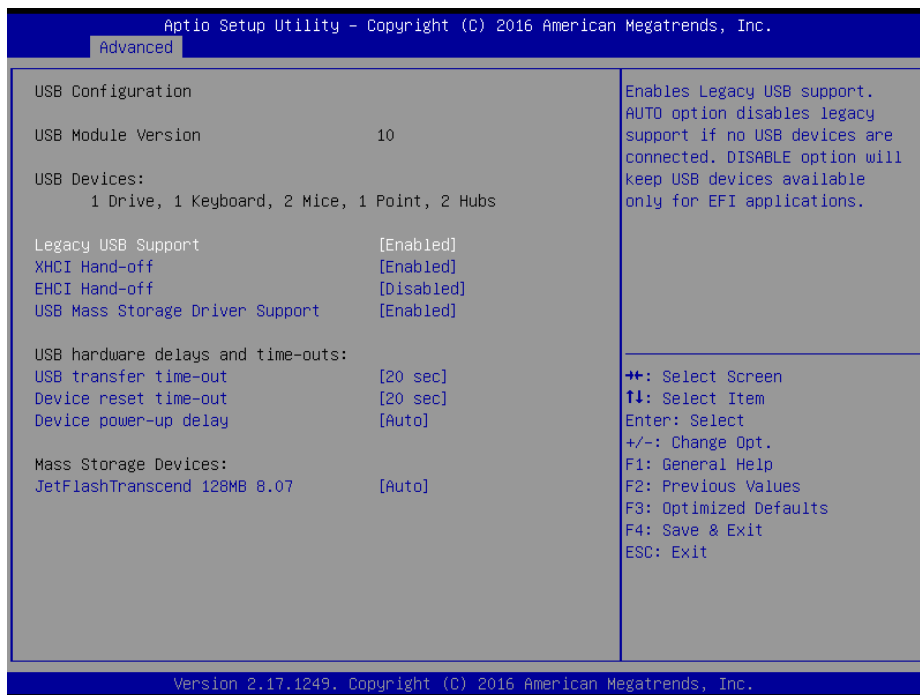 Aptio Setup Utility – Copyright (C) 2016 American Megatrends, Inc.
Advanced
USB Configuration
USB Module Version 10
USB Devices:
1 Drive, 1 Keyboard, 2 Mice, 1 Point, 2 Hubs
Legacy USB Support [Enabled]
XHCI Hand-off [Enabled]
EHCI Hand-off [Disabled]
USB Mass Storage Driver Support [Enabled]
USB hardware delays and time-outs:
USB transfer time-out [20 sec]
Device reset time-out [20 sec]
Device power-up delay [Auto]
Mass Storage Devices:
JetFlashTranscend 128MB 8.07 [Auto]
Enables Legacy USB support.
AUTO option disables legacy
support if no USB devices are
connected. DISABLE option will
keep USB devices available
only for EFI applications.
→←: Select Screen
↑↓: Select Item
Enter: Select
+/-: Change Opt.
F1: General Help
F2: Previous Values
F3: Optimized Defaults
F4: Save & Exit
ESC: Exit
Version 2.17.1249. Copyright (C) 2016 American Megatrends, Inc.